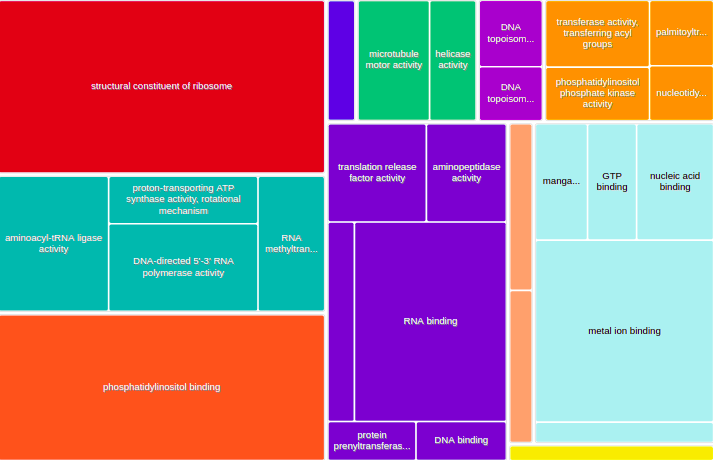 structural constituent of ribosome
microtubule
motor activity
helicase
activity
DNA
topoisom...
DNA
topoisom...
transferase activity,
transferring acyl
groups
palmitoyltr...
phosphatidylinositol
phosphate kinase
activity
nucleotidy...
aminoacyl-tRNA ligase
activity
proton-transporting ATP
synthase activity, rotational
mechanism
DNA-directed 5'-3' RNA
polymerase activity
RNA
methyltran...
phosphatidylinositol binding
translation release
factor activity
aminopeptidase
activity
RNA binding
protein
prenyltransferas...
DNA binding
manga...
GTP
binding
nucleic acid
binding
metal ion binding